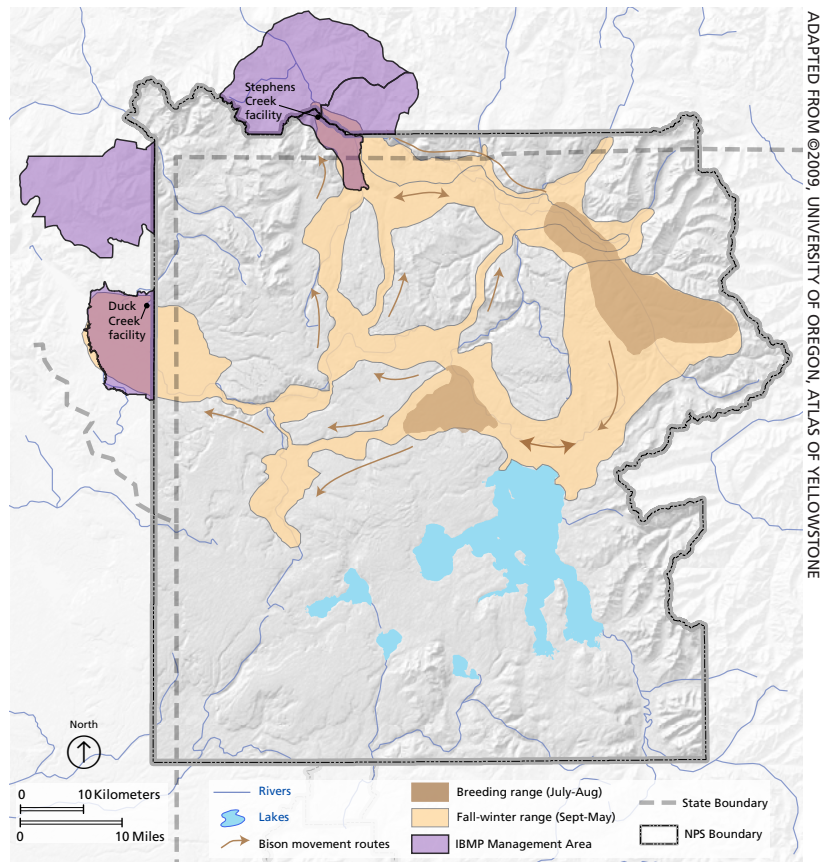 Stephens
Creek
facility
Duck
Creek
facility
ADAPTED FROM ©2009, UNIVERSITY OF OREGON, ATLAS OF YELLOWSTONE
North
0 10 Kilometers
0 10 Miles
Rivers
Lakes
Bison movement routes
Breeding range (July-Aug)
Fall-winter range (Sept-May)
IBMP Management Area
State Boundary
NPS Boundary